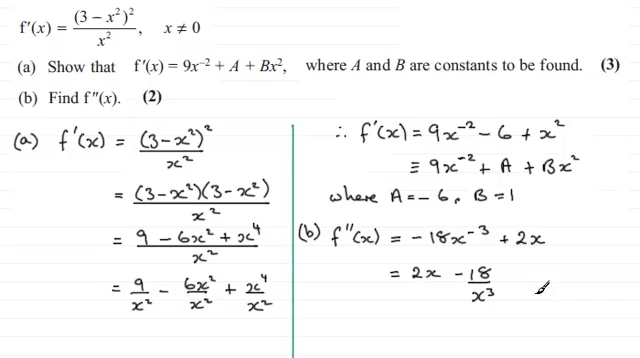 f′(x) = (3 − x²)² / x², x ≠ 0
(a) Show that f′(x) = 9x⁻² + A + Bx², where A and B are constants to be found. (3)
(b) Find f″(x). (2)
(a) f′(x) = (3−x²)² / x²
= (3−x²)(3−x²) / x²
= 9 − 6x² + x⁴ / x²
= 9/x² − 6x²/x² + x⁴/x²
∴ f′(x) = 9x⁻² − 6 + x²
≡ 9x⁻² + A + Bx²
where A = −6, B = 1
(b) f″(x) = −18x⁻³ + 2x
= 2x − 18/x³